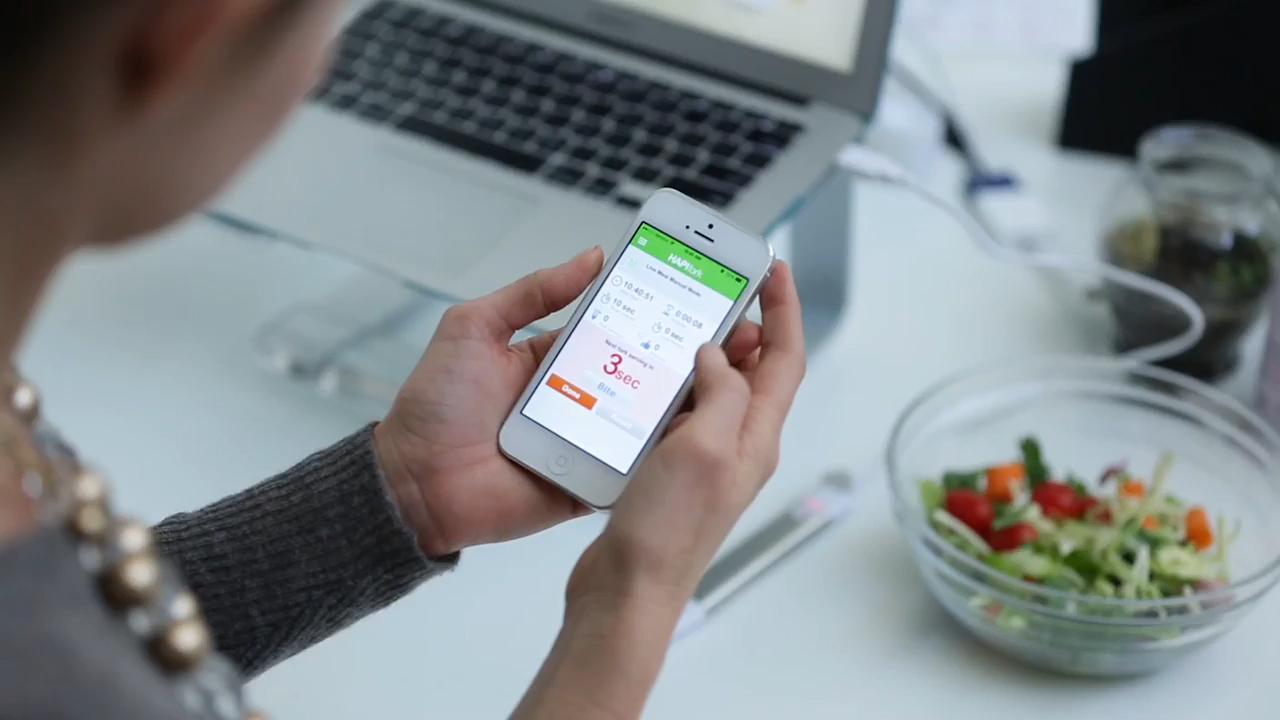 HAPIfork
Live Meal Manual Mode
10:40:51
0:00:08
10 sec
0 sec
0
0
Next fork serving in
3sec
Bite
Done